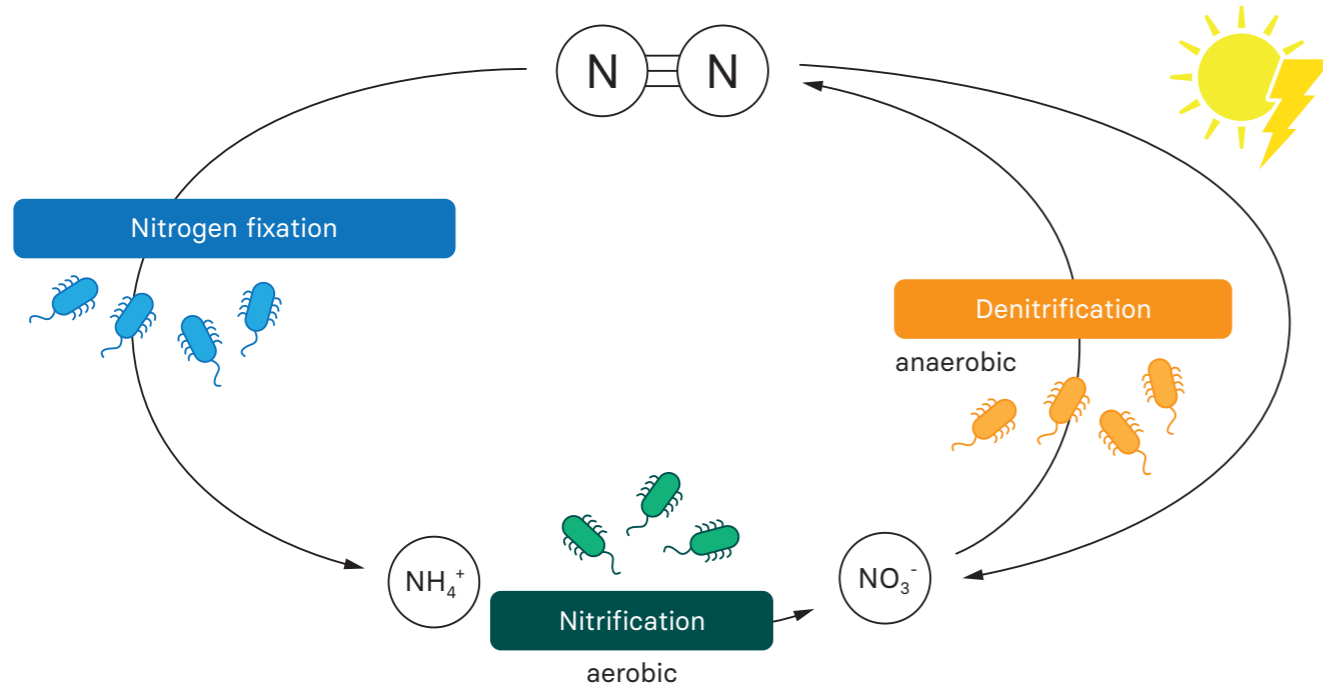 N N
Nitrogen fixation
Denitrification
anaerobic
NH₄⁺
NO₃⁻
Nitrification
aerobic